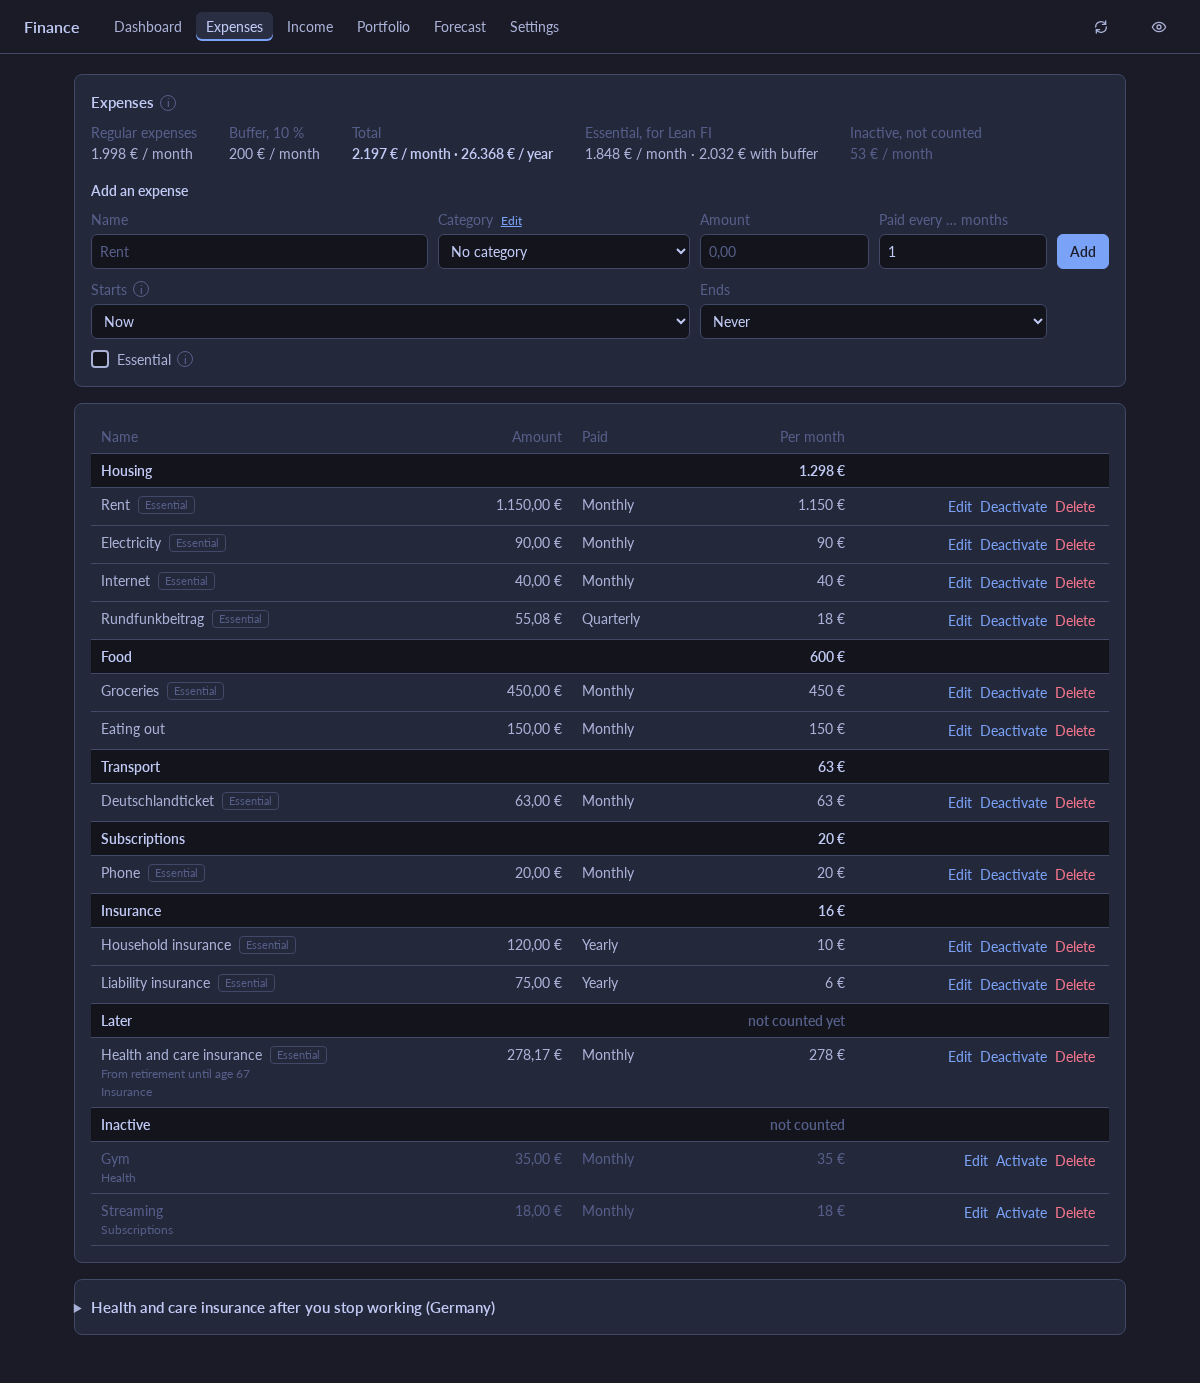 Finance Dashboard Expenses Income Portfolio Forecast Settings
Expenses i
Regular expenses Buffer, 10 % Total Essential, for Lean FI Inactive, not counted
1.998 € / month 200 € / month 2.197 € / month · 26.368 € / year 1.848 € / month · 2.032 € with buffer 53 € / month
Add an expense
Name Category Edit Amount Paid every ... months
Rent No category 0,00 1 Add
Starts i Ends
Now Never
Essential i
Name Amount Paid Per month
Housing 1.298 €
Rent Essential 1.150,00 € Monthly 1.150 € Edit Deactivate Delete
Electricity Essential 90,00 € Monthly 90 € Edit Deactivate Delete
Internet Essential 40,00 € Monthly 40 € Edit Deactivate Delete
Rundfunkbeitrag Essential 55,08 € Quarterly 18 € Edit Deactivate Delete
Food 600 €
Groceries Essential 450,00 € Monthly 450 € Edit Deactivate Delete
Eating out 150,00 € Monthly 150 € Edit Deactivate Delete
Transport 63 €
Deutschlandticket Essential 63,00 € Monthly 63 € Edit Deactivate Delete
Subscriptions 20 €
Phone Essential 20,00 € Monthly 20 € Edit Deactivate Delete
Insurance 16 €
Household insurance Essential 120,00 € Yearly 10 € Edit Deactivate Delete
Liability insurance Essential 75,00 € Yearly 6 € Edit Deactivate Delete
Later not counted yet
Health and care insurance Essential 278,17 € Monthly 278 € Edit Deactivate Delete
From retirement until age 67
Insurance
Inactive not counted
Gym 35,00 € Monthly 35 € Edit Activate Delete
Health
Streaming 18,00 € Monthly 18 € Edit Activate Delete
Subscriptions
Health and care insurance after you stop working (Germany)